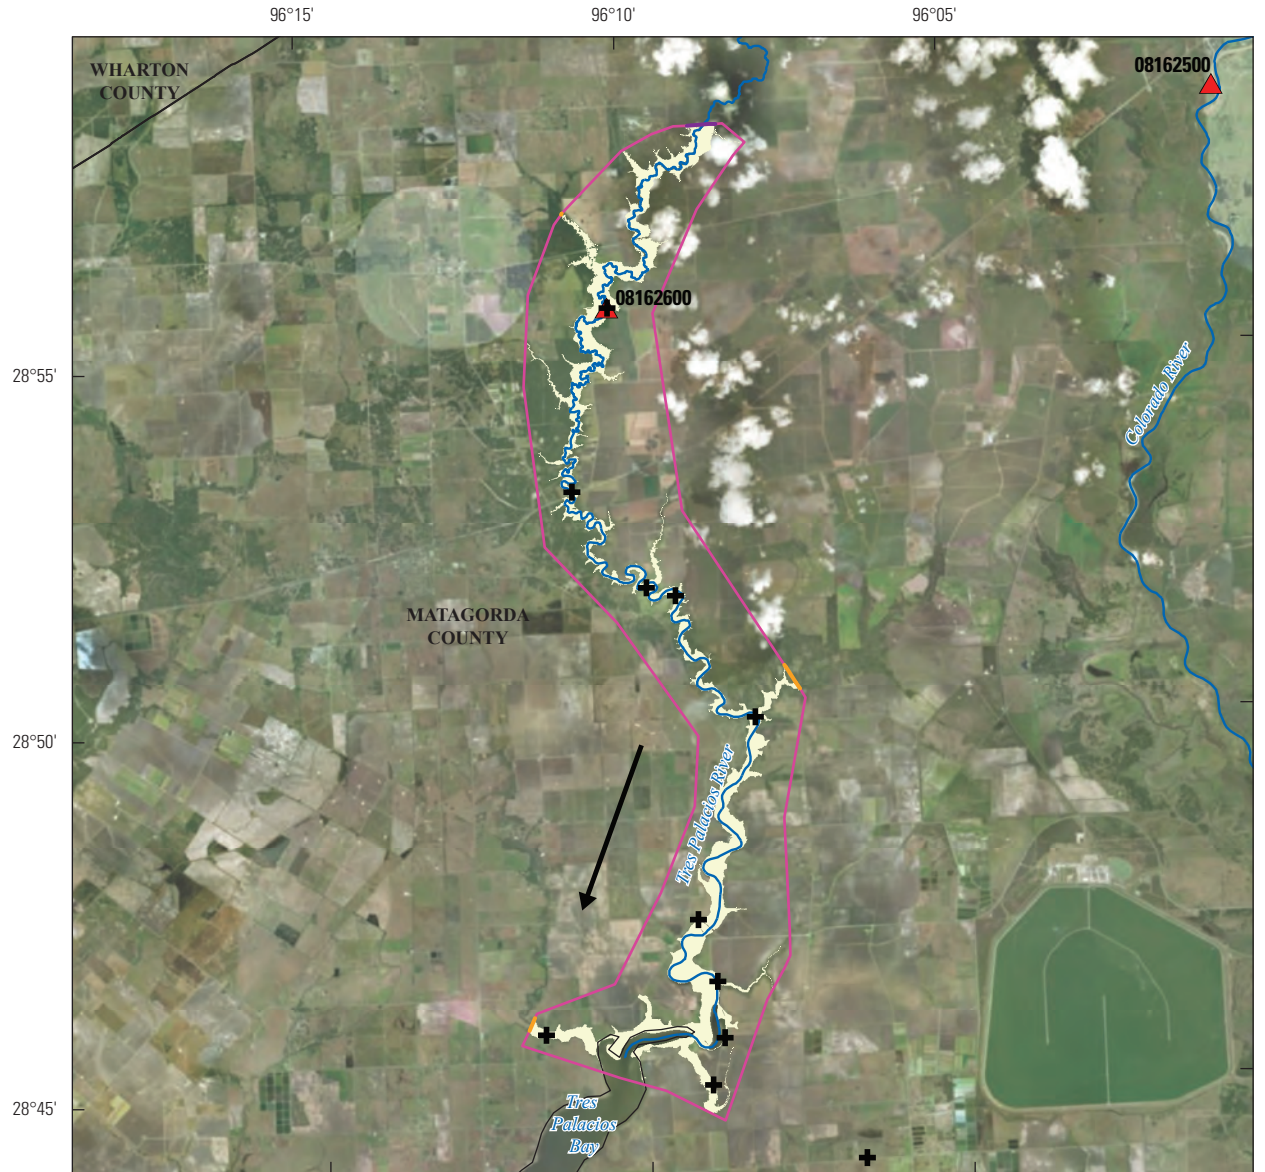 96°15'
96°10'
96°05'
WHARTON
COUNTY
08162500
08162600
28°55'
Colorado River
MATAGORDA
COUNTY
28°50'
Tres Palacios River
28°45'
Tres
Palacios
Bay